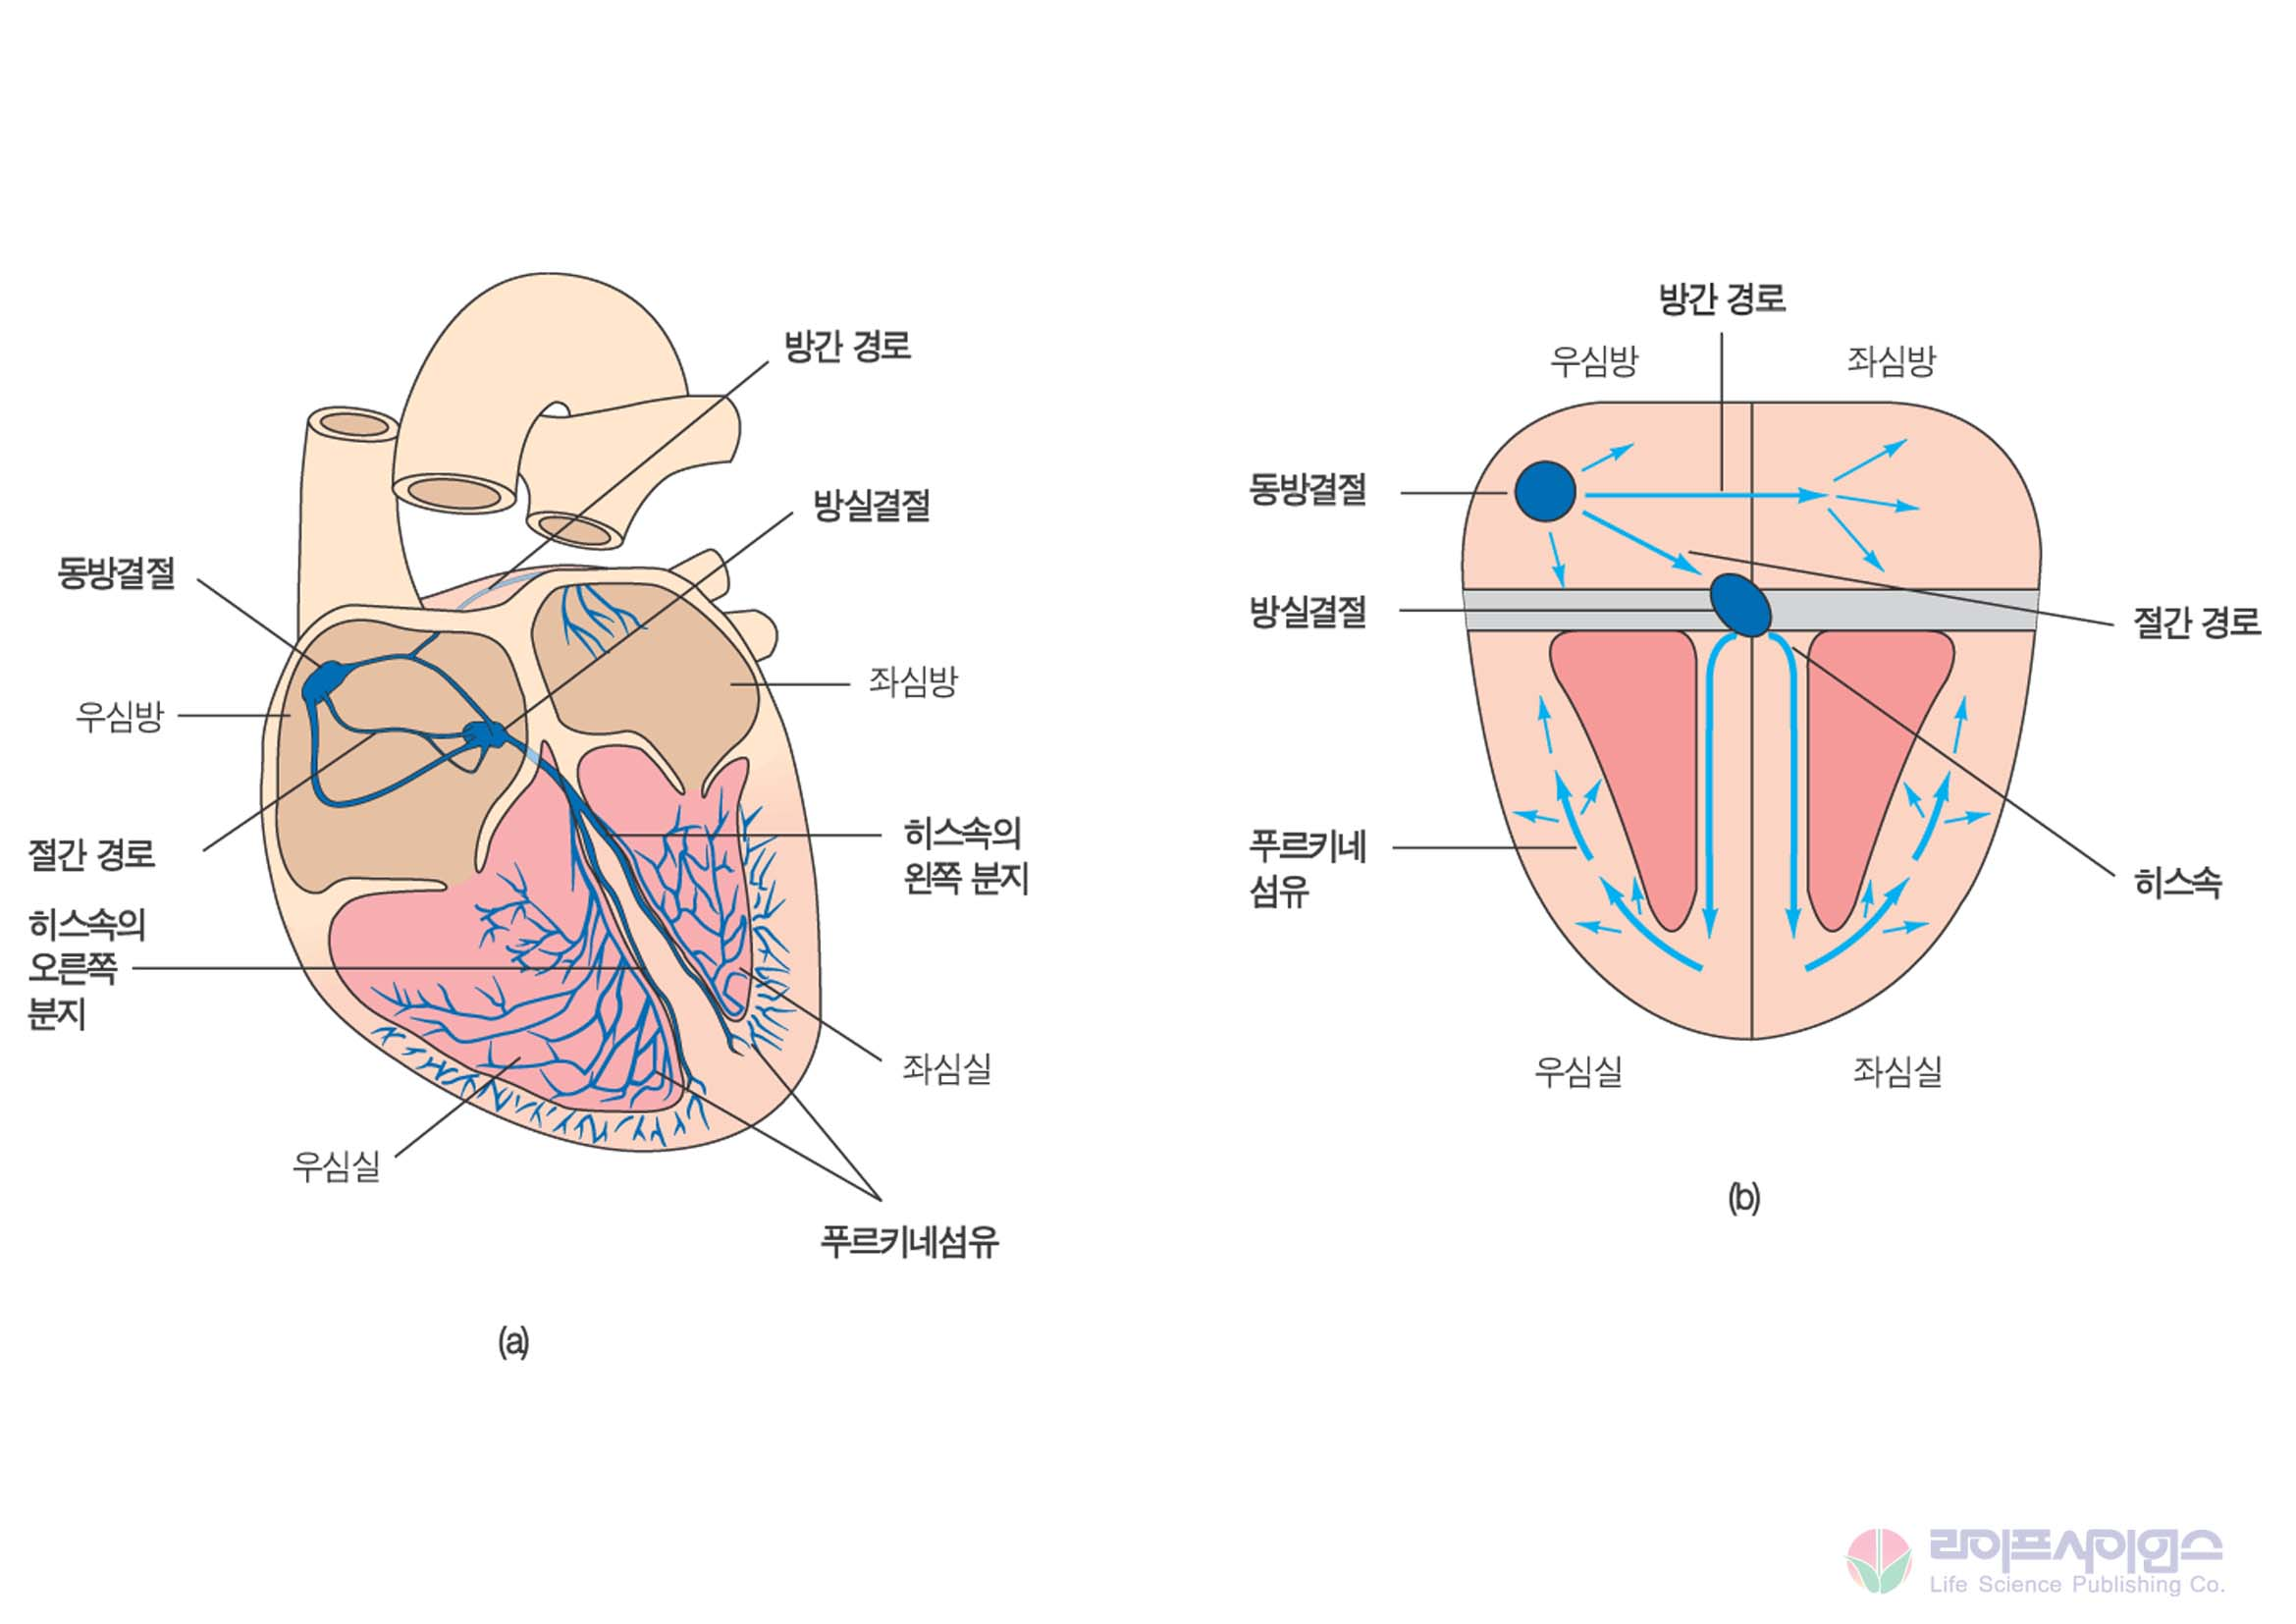 방간 경로
방실결절
동방결절
우심방
좌심방
절간 경로
히스속의
왼쪽 분지
히스속의
오른쪽
분지
좌심실
우심실
푸르키네섬유
(a)
방간 경로
우심방
좌심방
동방결절
방실결절
절간 경로
푸르키네
섬유
히스속
우심실
좌심실
(b)
라이프사이언스
Life Science Publishing Co.